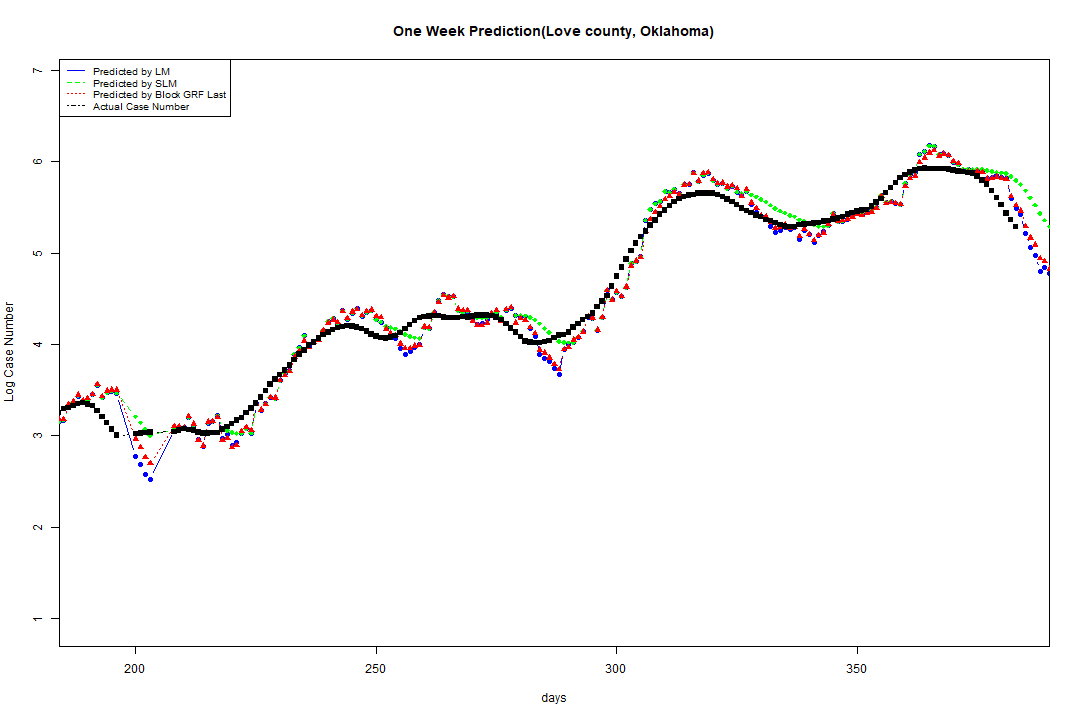 One Week Prediction(Love county, Oklahoma)
Predicted by LM
Predicted by SLM
Predicted by Block GRF Last
Actual Case Number
7
6
5
4
3
2
1
Log Case Number
200 250 300 350
days